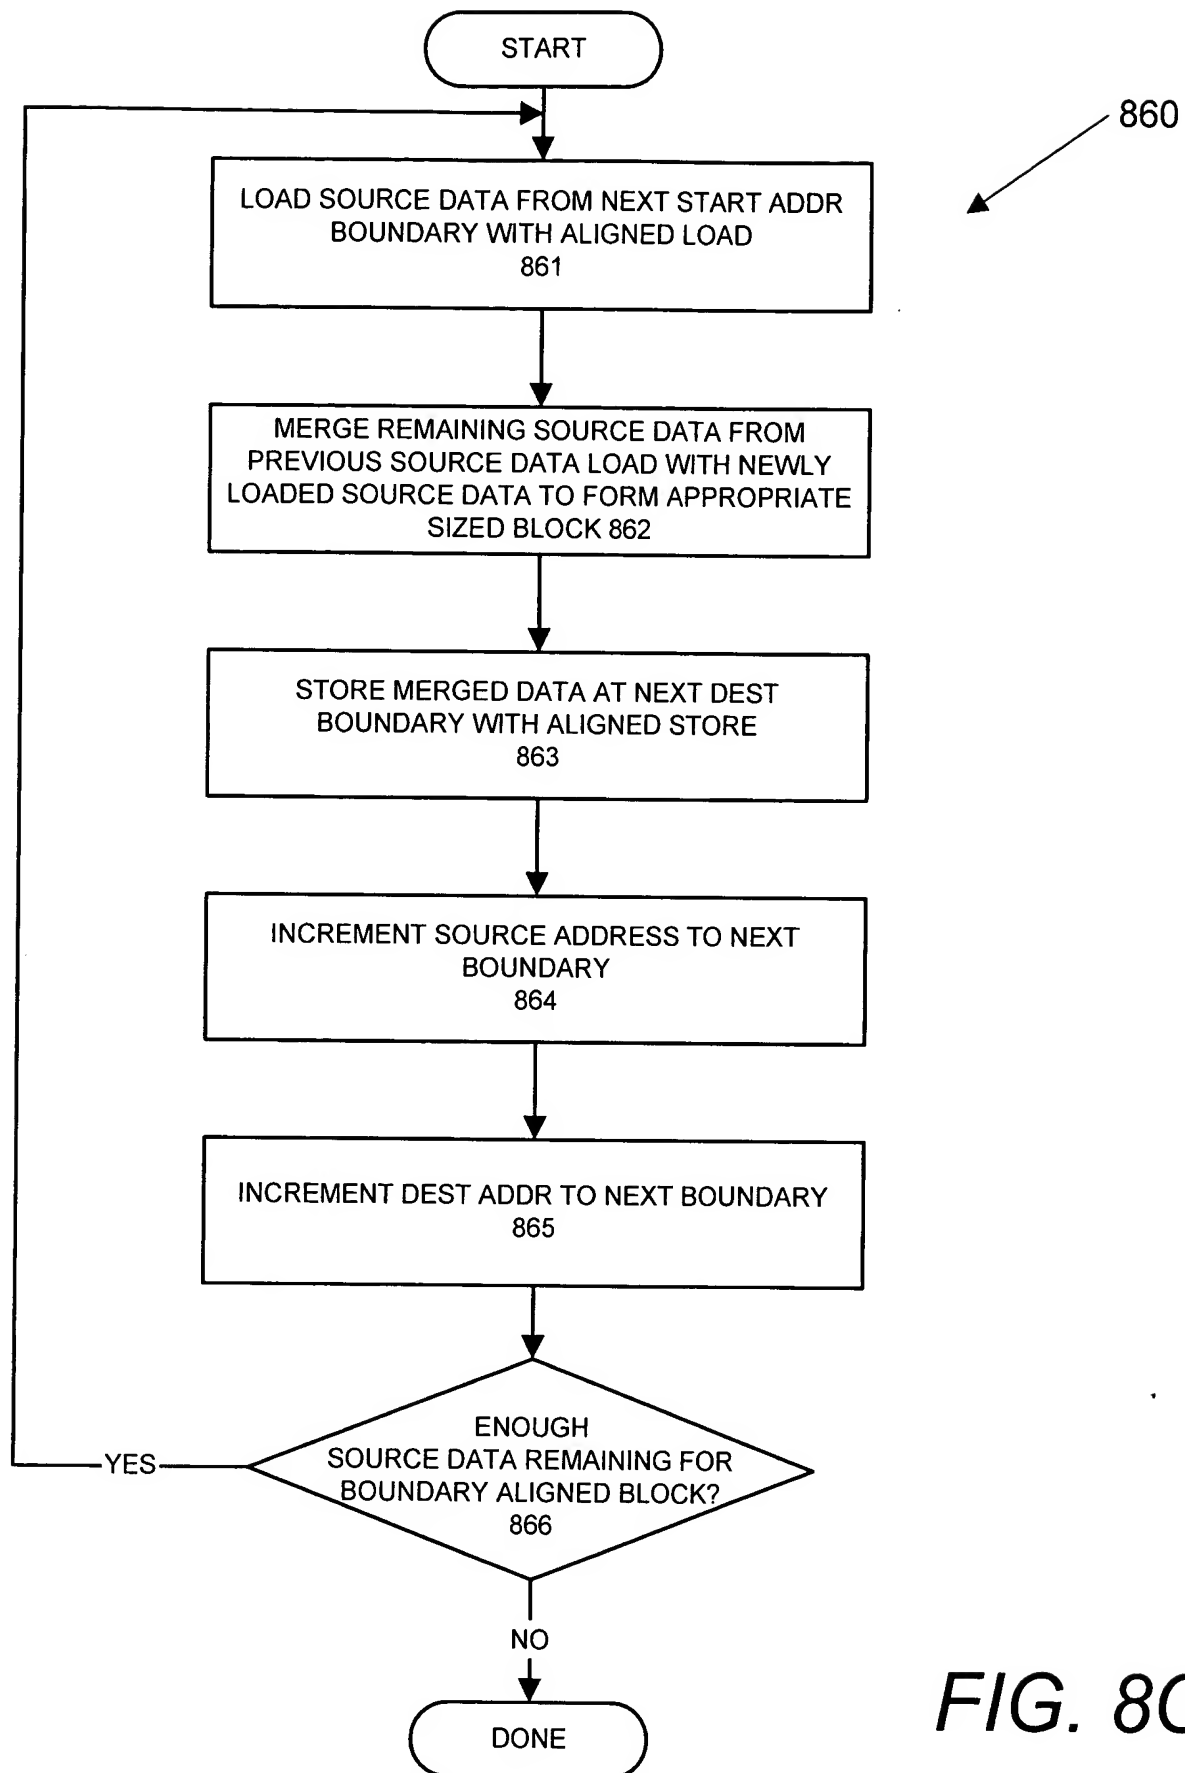 START
860
LOAD SOURCE DATA FROM NEXT START ADDR
BOUNDARY WITH ALIGNED LOAD
861
MERGE REMAINING SOURCE DATA FROM
PREVIOUS SOURCE DATA LOAD WITH NEWLY
LOADED SOURCE DATA TO FORM APPROPRIATE
SIZED BLOCK 862
STORE MERGED DATA AT NEXT DEST
BOUNDARY WITH ALIGNED STORE
863
INCREMENT SOURCE ADDRESS TO NEXT
BOUNDARY
864
INCREMENT DEST ADDR TO NEXT BOUNDARY
865
ENOUGH
SOURCE DATA REMAINING FOR
BOUNDARY ALIGNED BLOCK?
866
YES
NO
DONE
FIG. 8C